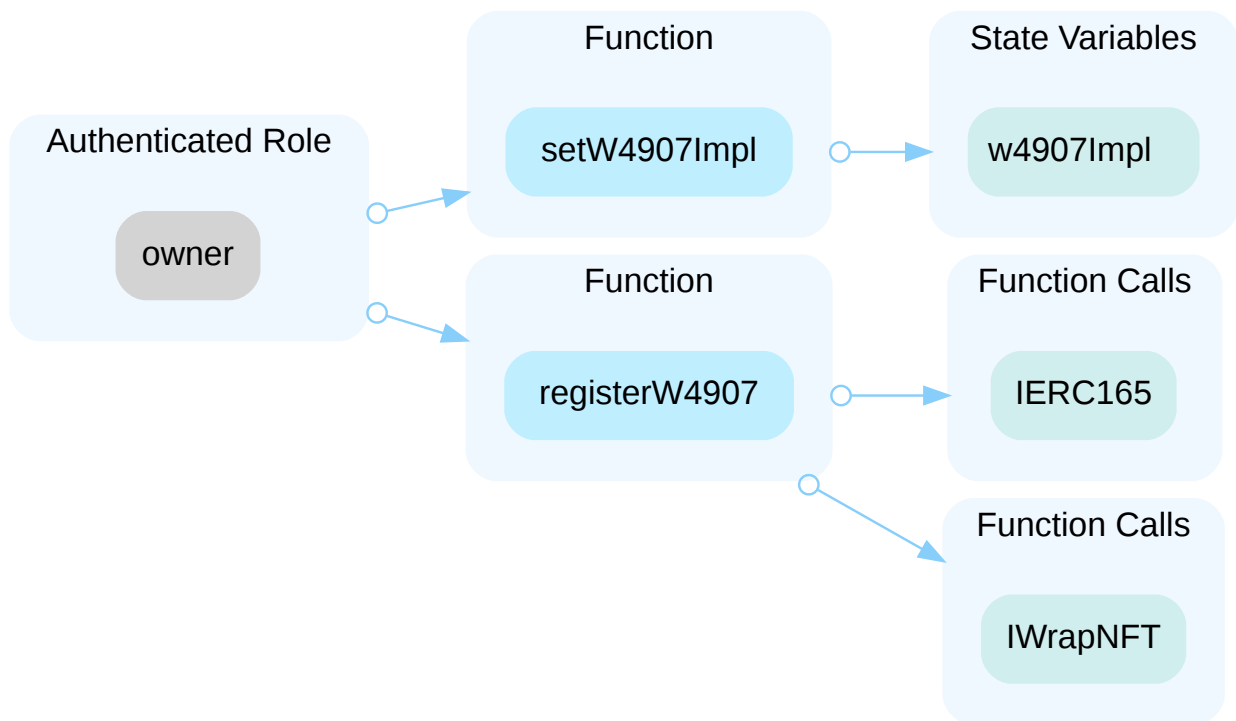 Authenticated Role
owner
Function
setW4907Impl
State Variables
w4907Impl
Function
registerW4907
Function Calls
IERC165
Function Calls
IWrapNFT